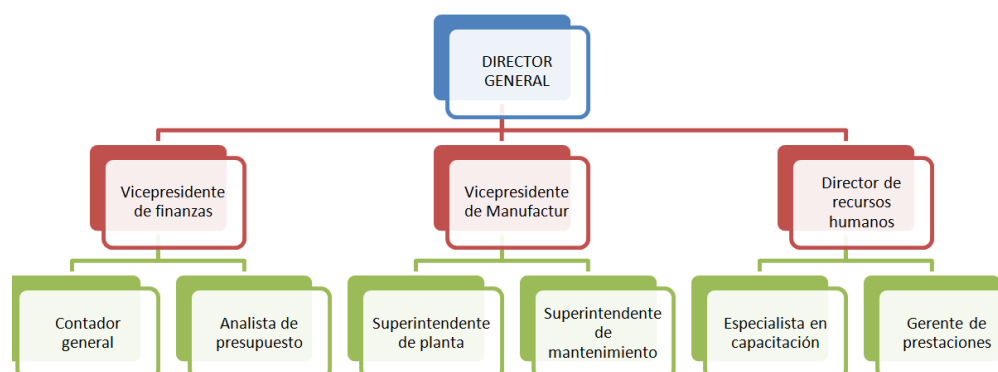 DIRECTOR
GENERAL
Vicepresidente
de finanzas
Vicepresidente
de Manufactur
Director de
recursos
humanos
Contador
general
Analista de
presupuesto
Superintendente
de planta
Superintendente
de
mantenimiento
Especialista en
capacitación
Gerente de
prestaciones